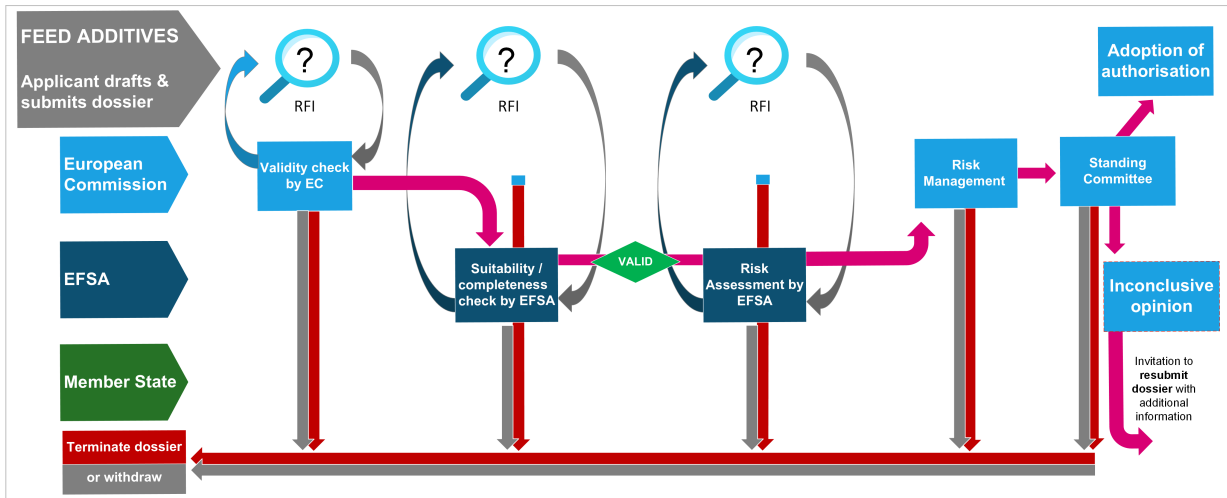 FEED ADDITIVES
Applicant drafts &
submits dossier
?
RFI
?
RFI
?
RFI
Adoption of
authorisation
European
Commission
Validity check
by EC
Risk
Management
Standing
Committee
EFSA
Suitability /
completeness
check by EFSA
VALID
Risk
Assessment by
EFSA
Inconclusive
opinion
Member State
Invitation to
resubmit
dossier with
additional
information
Terminate dossier
or withdraw